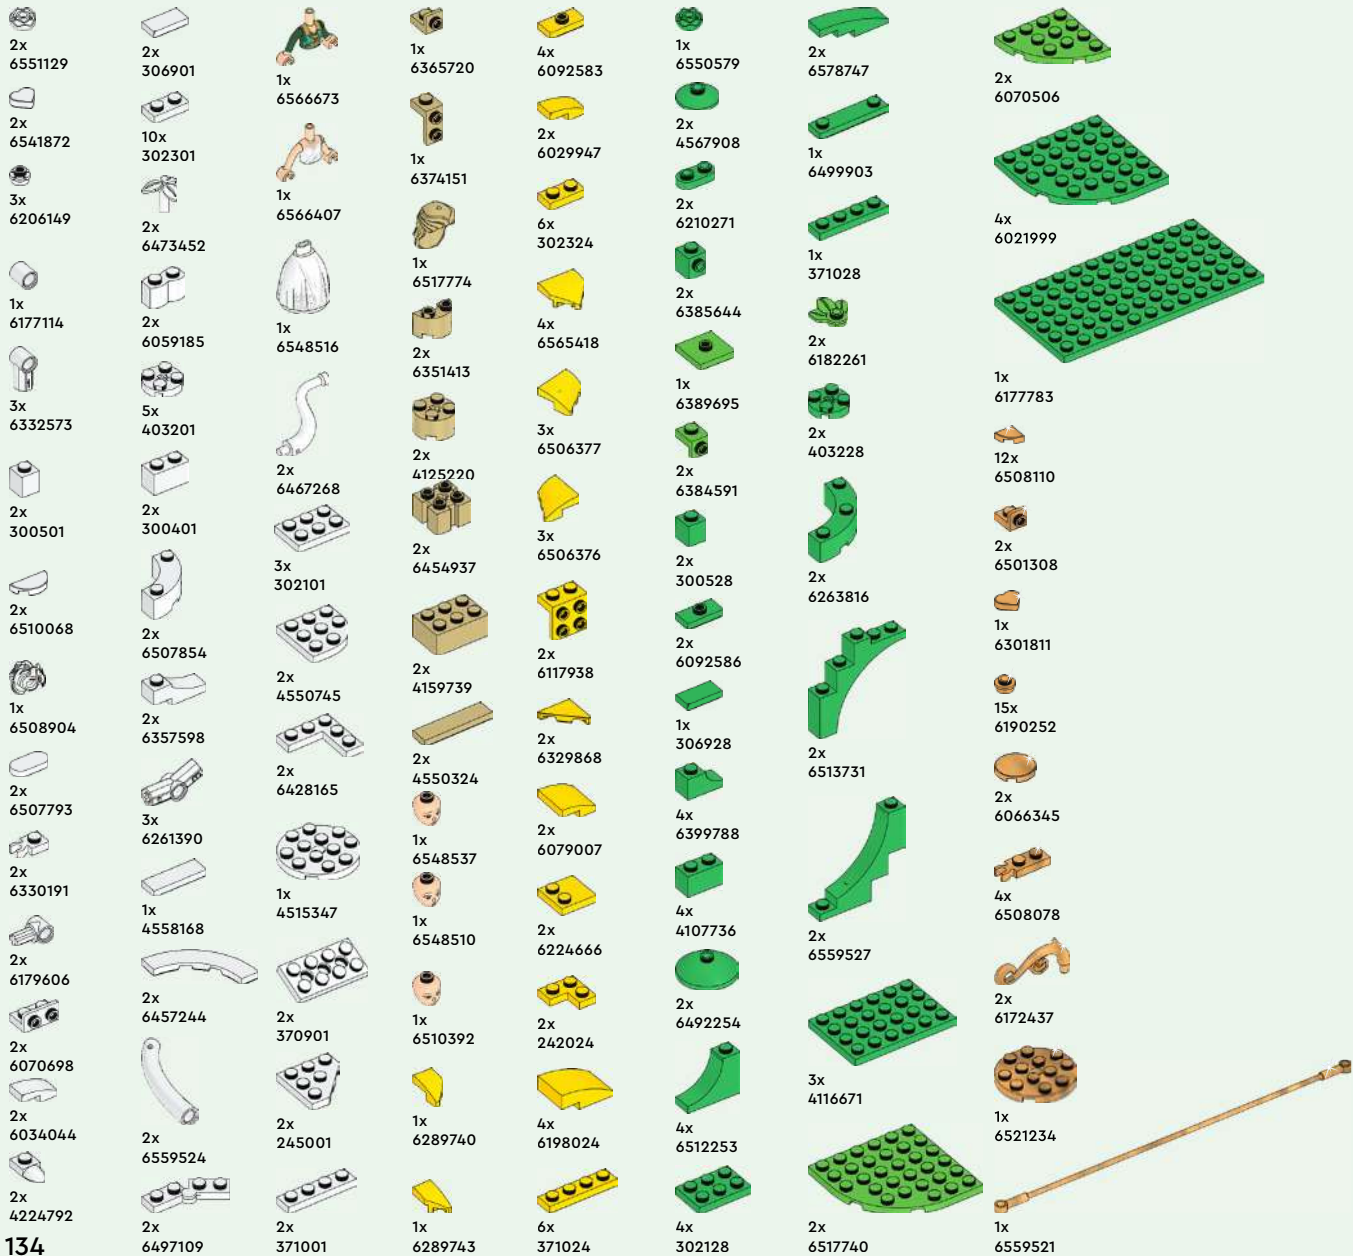 2x
6551129
2x
6541872
3x
6206149
1x
6177114
3x
6332573
2x
300501
2x
6510068
1x
6508904
2x
6507793
2x
6330191
2x
6179606
2x
6070698
2x
6034044
2x
4224792
2x
306901
10x
302301
2x
6473452
2x
6059185
5x
403201
2x
300401
2x
6507854
2x
6357598
3x
6261390
1x
4558168
2x
6457244
2x
6559524
2x
6497109
1x
6566673
1x
6566407
1x
6548516
2x
6467268
3x
302101
2x
4550745
2x
6428165
1x
4515347
2x
370901
2x
245001
2x
371001
1x
6365720
1x
6374151
1x
6517774
2x
6351413
2x
4125220
2x
6454937
2x
4159739
2x
4550324
1x
6548537
1x
6548510
1x
6510392
1x
6289740
1x
6289743
4x
6092583
2x
6029947
6x
302324
4x
6565418
3x
6506377
3x
6506376
2x
6117938
2x
6329868
2x
6079007
2x
6224666
2x
242024
4x
6198024
6x
371024
1x
6550579
2x
4567908
2x
6210271
2x
6385644
1x
6389695
2x
6384591
2x
300528
2x
6092586
1x
306928
4x
6399788
4x
4107736
2x
6492254
4x
6512253
4x
302128
2x
6578747
1x
6499903
1x
371028
2x
6182261
2x
403228
2x
6263816
2x
6513731
2x
6559527
3x
4116671
2x
6517740
2x
6070506
4x
6021999
1x
6177783
12x
6508110
2x
6501308
1x
6301811
15x
6190252
2x
6066345
4x
6508078
2x
6172437
1x
6521234
1x
6559521
134